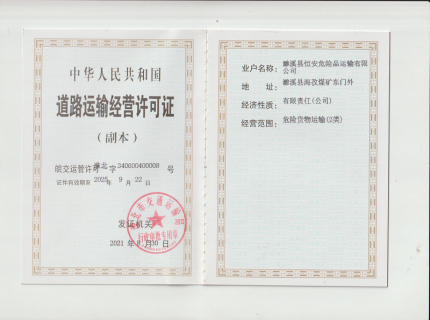 中华人民共和国
道路运输经营许可证
(副本)
皖交运管许可 淮北 字 340600400008 号
证件有效期至 2025 年 9 月 22 日
发证机关
2021 年 8 月 30 日
业户名称: 濉溪县恒安危险品运输有限公司
地 址: 濉溪县海孜煤矿东门外
经济性质: 有限责任(公司)
经营范围: 危险货物运输(2类)